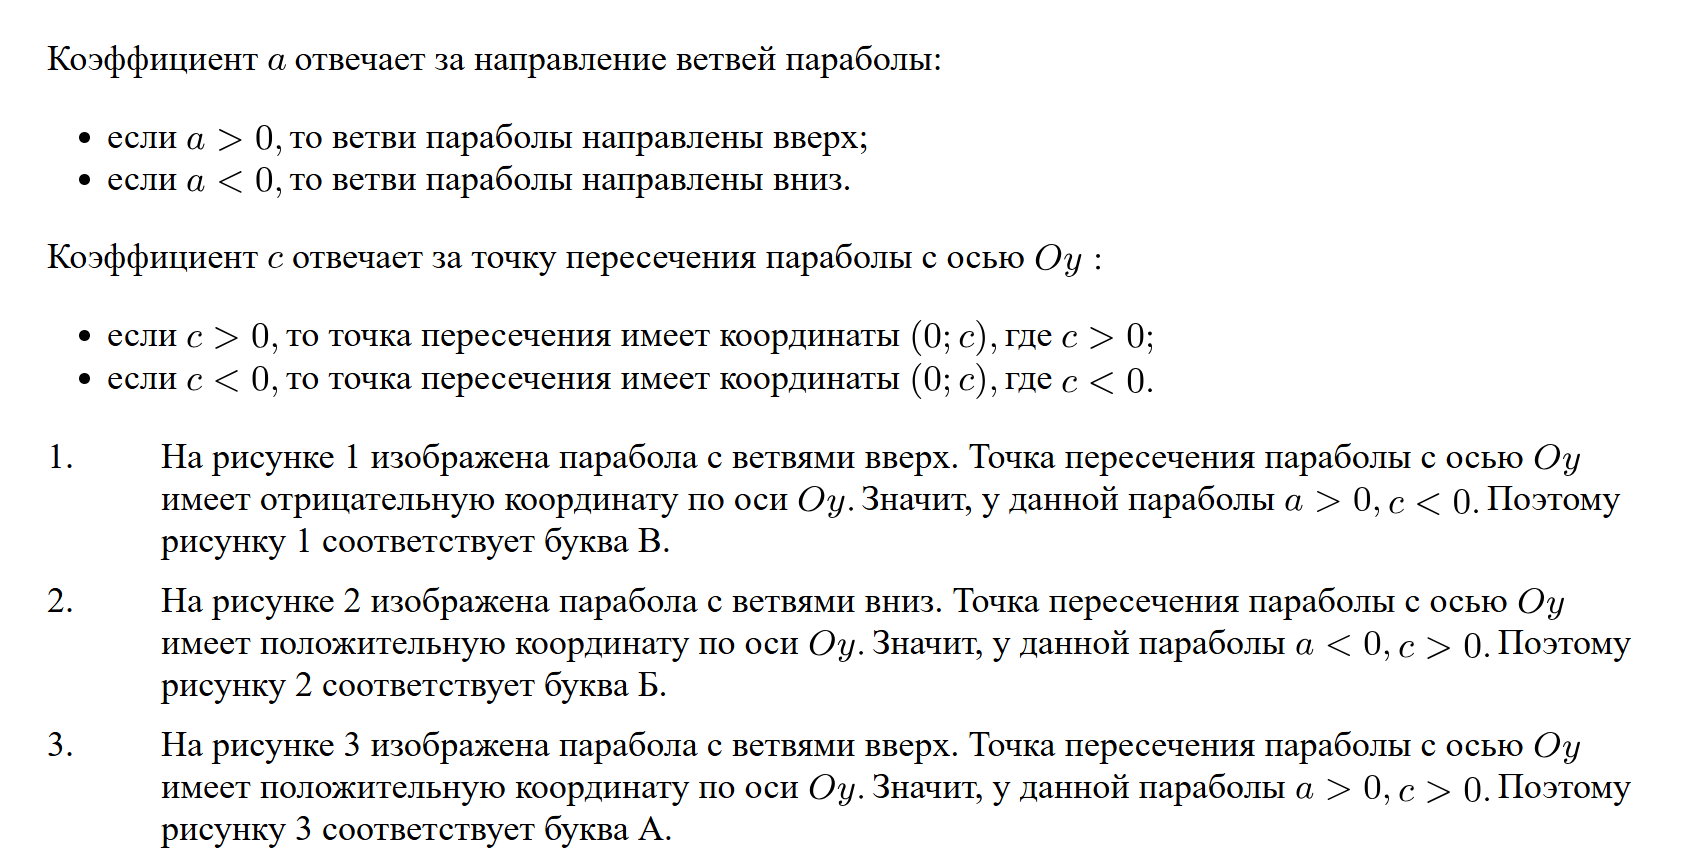 Коэффициент a отвечает за направление ветвей параболы:
• если a > 0, то ветви параболы направлены вверх;
• если a < 0, то ветви параболы направлены вниз.
Коэффициент c отвечает за точку пересечения параболы с осью Oy :
• если c > 0, то точка пересечения имеет координаты (0; c), где c > 0;
• если c < 0, то точка пересечения имеет координаты (0; c), где c < 0.
1. На рисунке 1 изображена парабола с ветвями вверх. Точка пересечения параболы с осью Oy
имеет отрицательную координату по оси Oy. Значит, у данной параболы a > 0, c < 0. Поэтому
рисунку 1 соответствует буква В.
2. На рисунке 2 изображена парабола с ветвями вниз. Точка пересечения параболы с осью Oy
имеет положительную координату по оси Oy. Значит, у данной параболы a < 0, c > 0. Поэтому
рисунку 2 соответствует буква Б.
3. На рисунке 3 изображена парабола с ветвями вверх. Точка пересечения параболы с осью Oy
имеет положительную координату по оси Oy. Значит, у данной параболы a > 0, c > 0. Поэтому
рисунку 3 соответствует буква А.